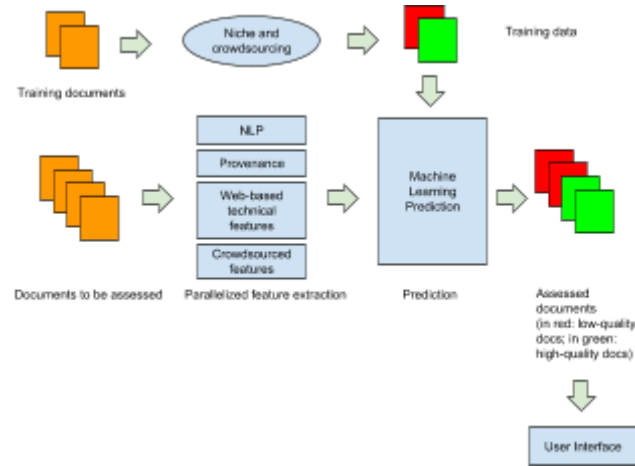 Niche and
crowdsourcing
Training data
Training documents
NLP
Provenance
Web-based
technical
features
Crowdsourced
features
Machine
Learning
Prediction
Documents to be assessed
Parallelized feature extraction
Prediction
Assessed
documents
(in red: low-quality
docs; in green:
high-quality docs)
User Interface